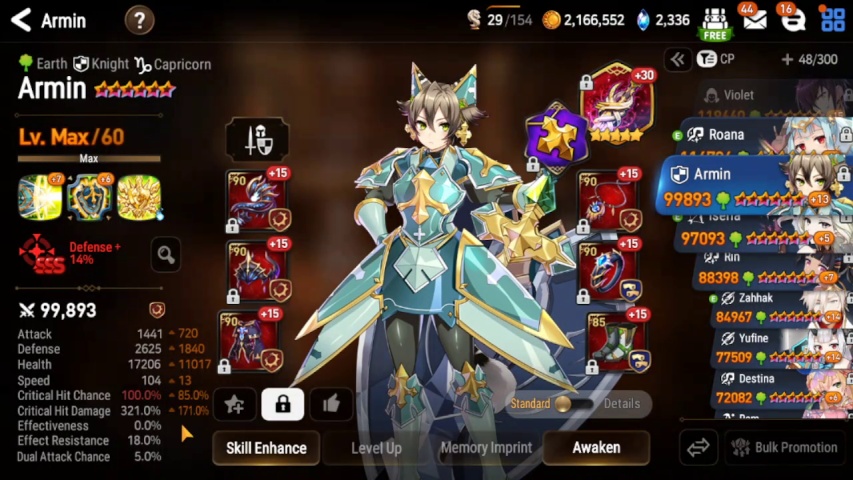 Armin
?
29/154
2,166,552
2,336
FREE
44
16
Earth Knight Capricorn
CP
+ 48/300
Armin
Lv. Max/60
Max
+7
+6
SSS
Defense +
14%
99,893
Attack 1441 720
Defense 2625 1840
Health 17206 11017
Speed 104 13
Critical Hit Chance 100.0% 85.0%
Critical Hit Damage 321.0% 171.0%
Effectiveness 0.0%
Effect Resistance 18.0%
Dual Attack Chance 5.0%
+30
90 +15
+15
90 +15
90 +15
90 +15
85 +15
Standard
Details
Skill Enhance
Level Up
Memory Imprint
Awaken
Violet
E Roana
Armin
99893 +13
97093 +5
Rin
88398 +7
E Zahhak
84967 +14
Yufine
77509 +14
Destina
72082 +6
Bulk Promotion